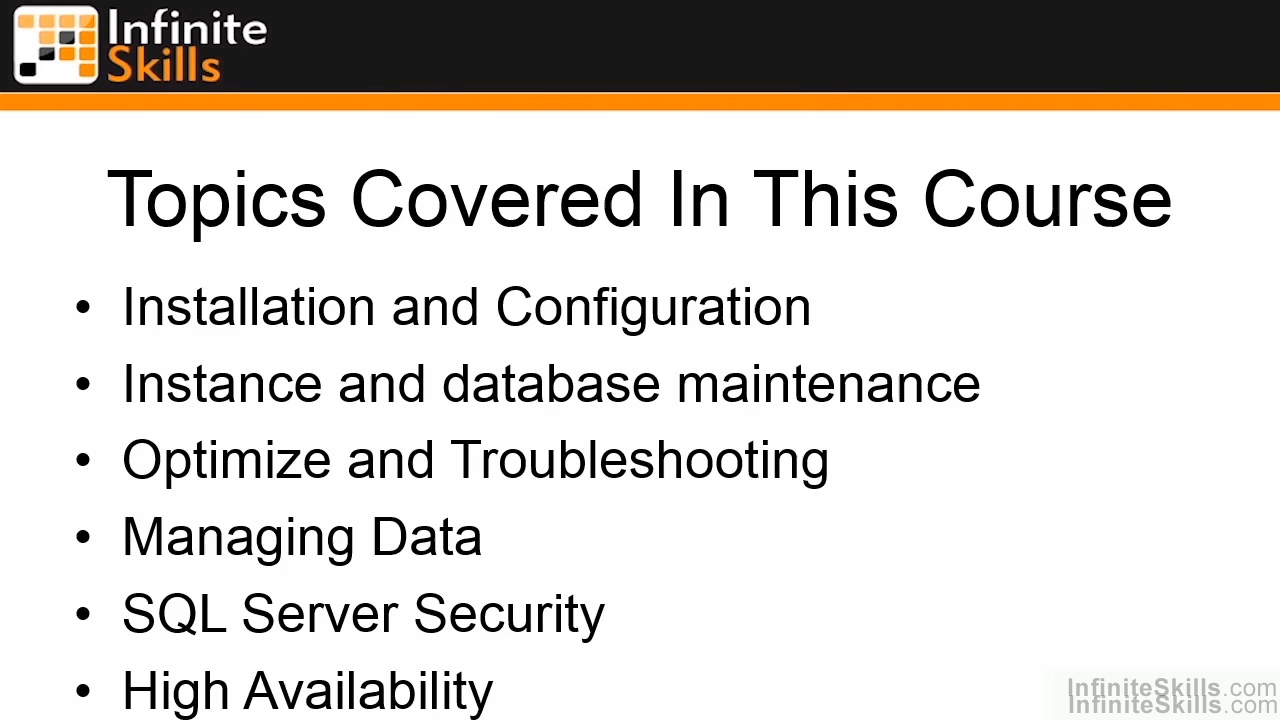 Infinite
Skills
Topics Covered In This Course
• Installation and Configuration
• Instance and database maintenance
• Optimize and Troubleshooting
• Managing Data
• SQL Server Security
• High Availability
InfiniteSkills.com
InfiniteSkills.com